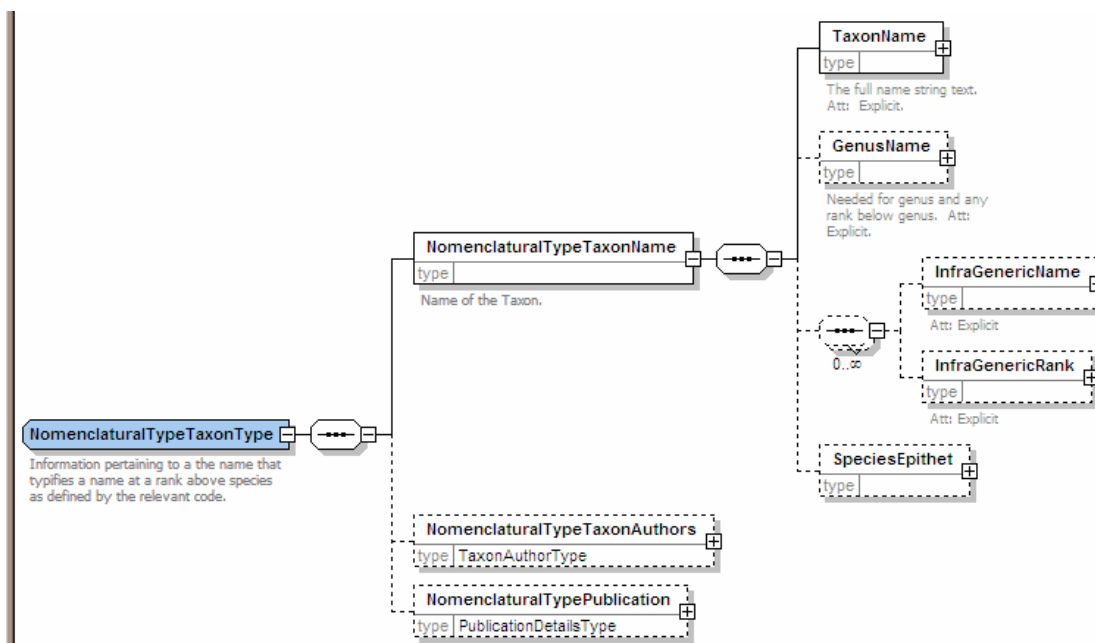 TaxonName
type
The full name string text.
Att: Explicit.
GenusName
type
Needed for genus and any
rank below genus. Att:
Explicit.
NomenclaturalTypeTaxonName
type
Name of the Taxon.
InfraGenericName
type
Att: Explicit
0..∞
InfraGenericRank
type
Att: Explicit
NomenclaturalTypeTaxonType
Information pertaining to a the name that
typifies a name at a rank above species
as defined by the relevant code.
SpeciesEpithet
type
NomenclaturalTypeTaxonAuthors
type TaxonAuthorType
NomenclaturalTypePublication
type PublicationDetailsType